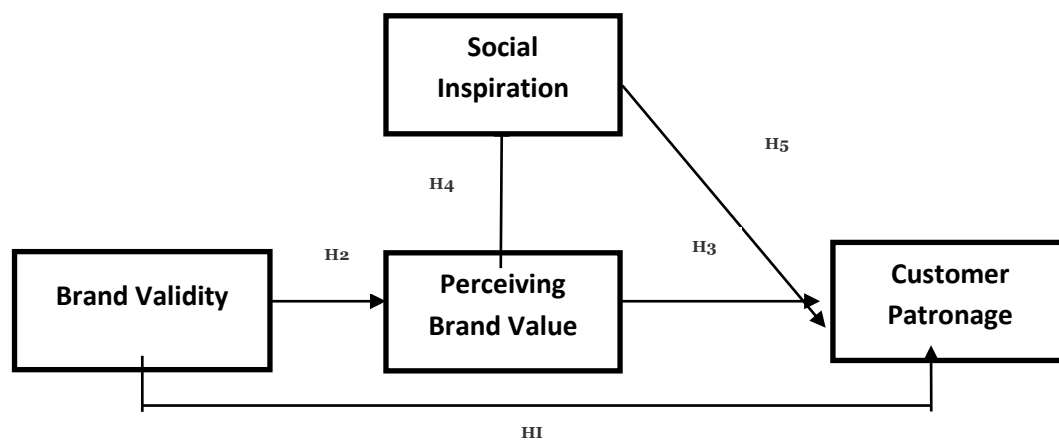 Social
Inspiration
H5
H4
H2
H3
Brand Validity
Perceiving
Brand Value
Customer
Patronage
HI